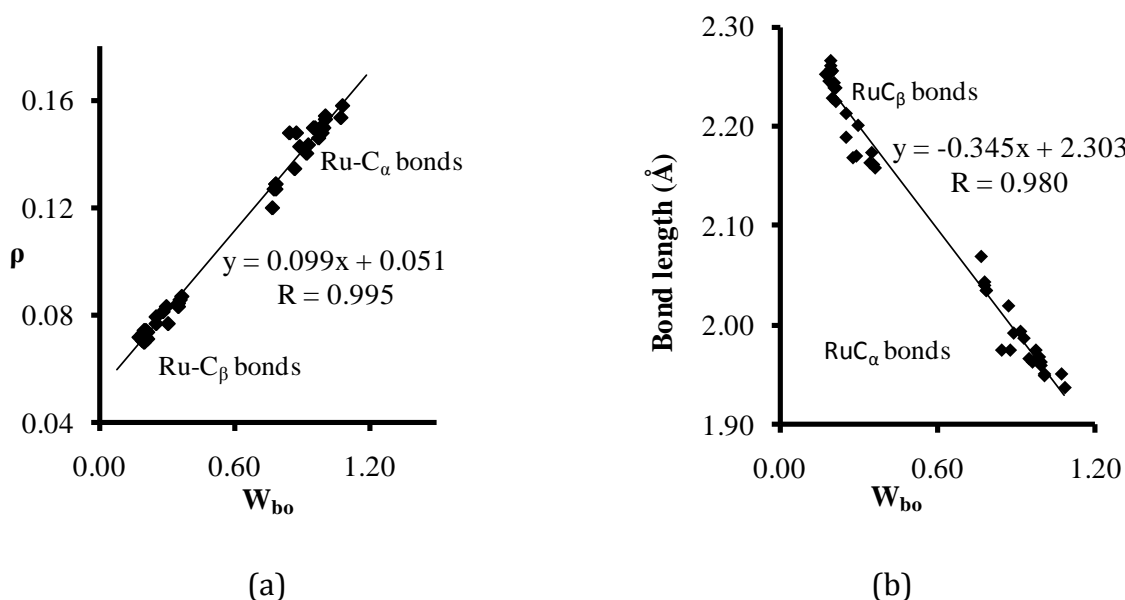 0.16
0.12
0.08
0.04
ρ
Ru-Cα bonds
y = 0.099x + 0.051
R = 0.995
Ru-Cβ bonds
0.00 0.60 1.20
Wbo
(a)
2.30
2.20
2.10
2.00
1.90
Bond length (Å)
RuCβ bonds
y = -0.345x + 2.303
R = 0.980
RuCα bonds
0.00 0.60 1.20
Wbo
(b)